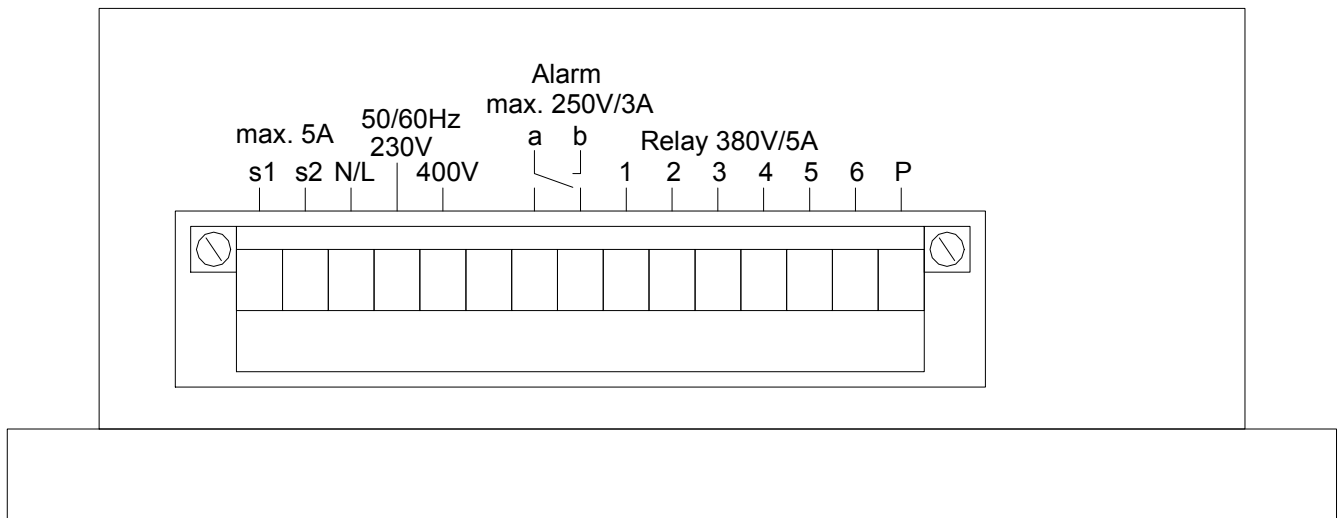 Alarm
max. 250V/3A
50/60Hz
max. 5A
230V
a b
Relay 380V/5A
s1 s2 N/L 400V 1 2 3 4 5 6 P